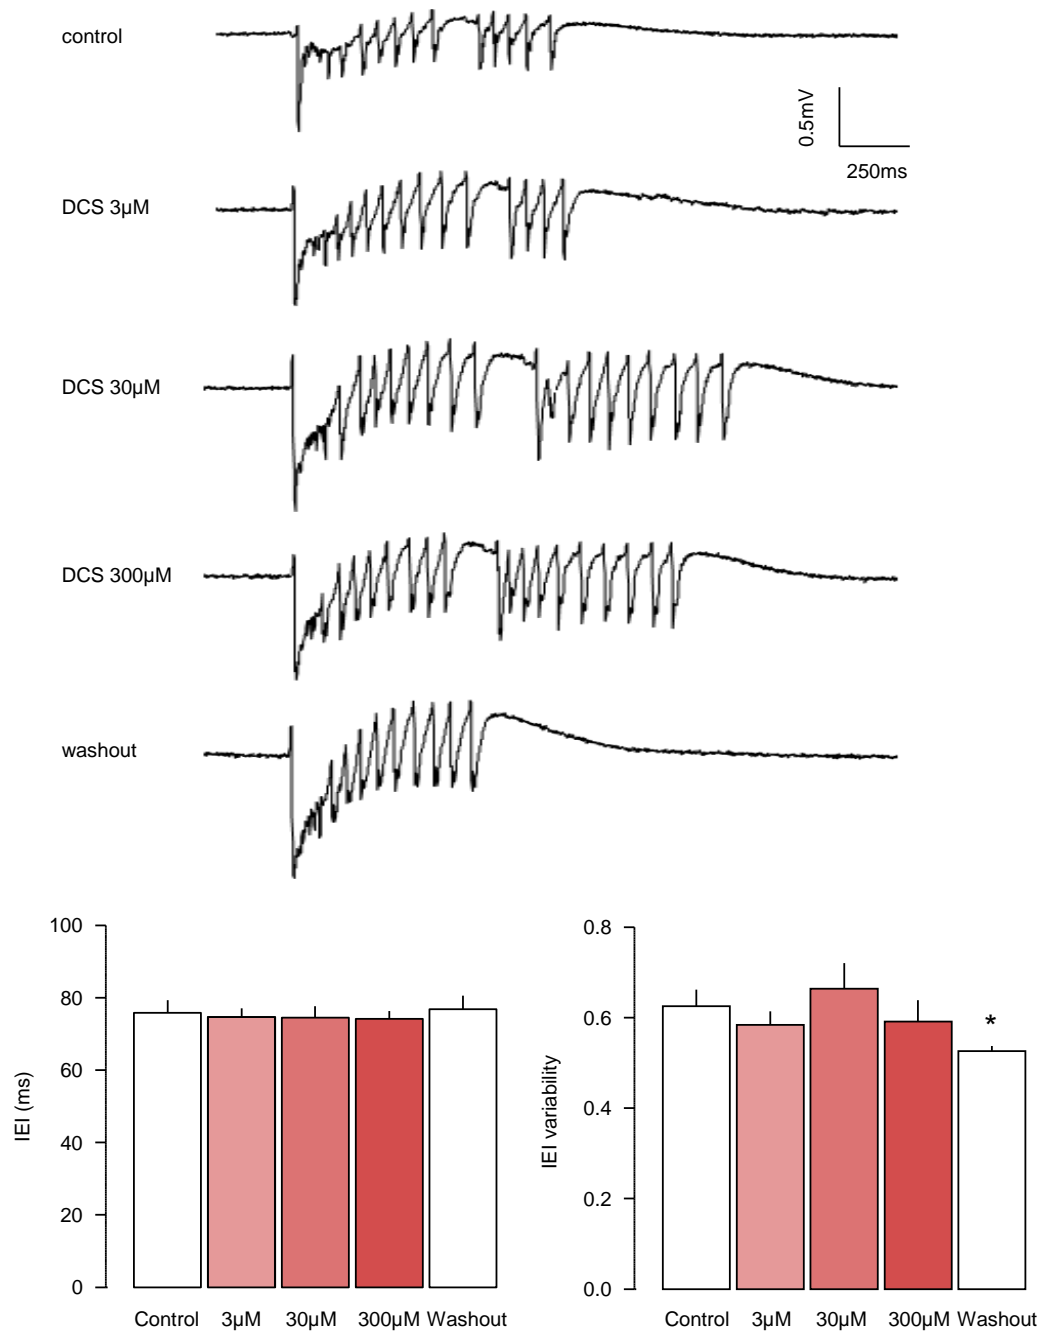 control
0.5mV
250ms
DCS 3µM
DCS 30µM
DCS 300µM
washout
100
80
60
40
20
0
IEI (ms)
Control 3µM 30µM 300µM Washout
0.8
0.6
0.4
0.2
0.0
IEI variability
*
Control 3µM 30µM 300µM Washout